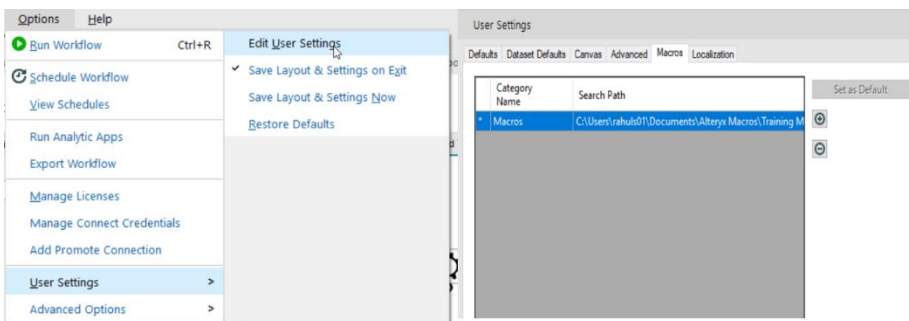 Options Help
Run Workflow Ctrl+R
Schedule Workflow
View Schedules
Run Analytic Apps
Export Workflow
Manage Licenses
Manage Connect Credentials
Add Promote Connection
User Settings >
Advanced Options >
Edit User Settings
✓ Save Layout & Settings on Exit
Save Layout & Settings Now
Restore Defaults
User Settings
Defaults Dataset Defaults Canvas Advanced Macros Localization
Category Name Search Path
* Macros C:\Users\rahuls01\Documents\Alteryx Macros\Training M
Set as Default